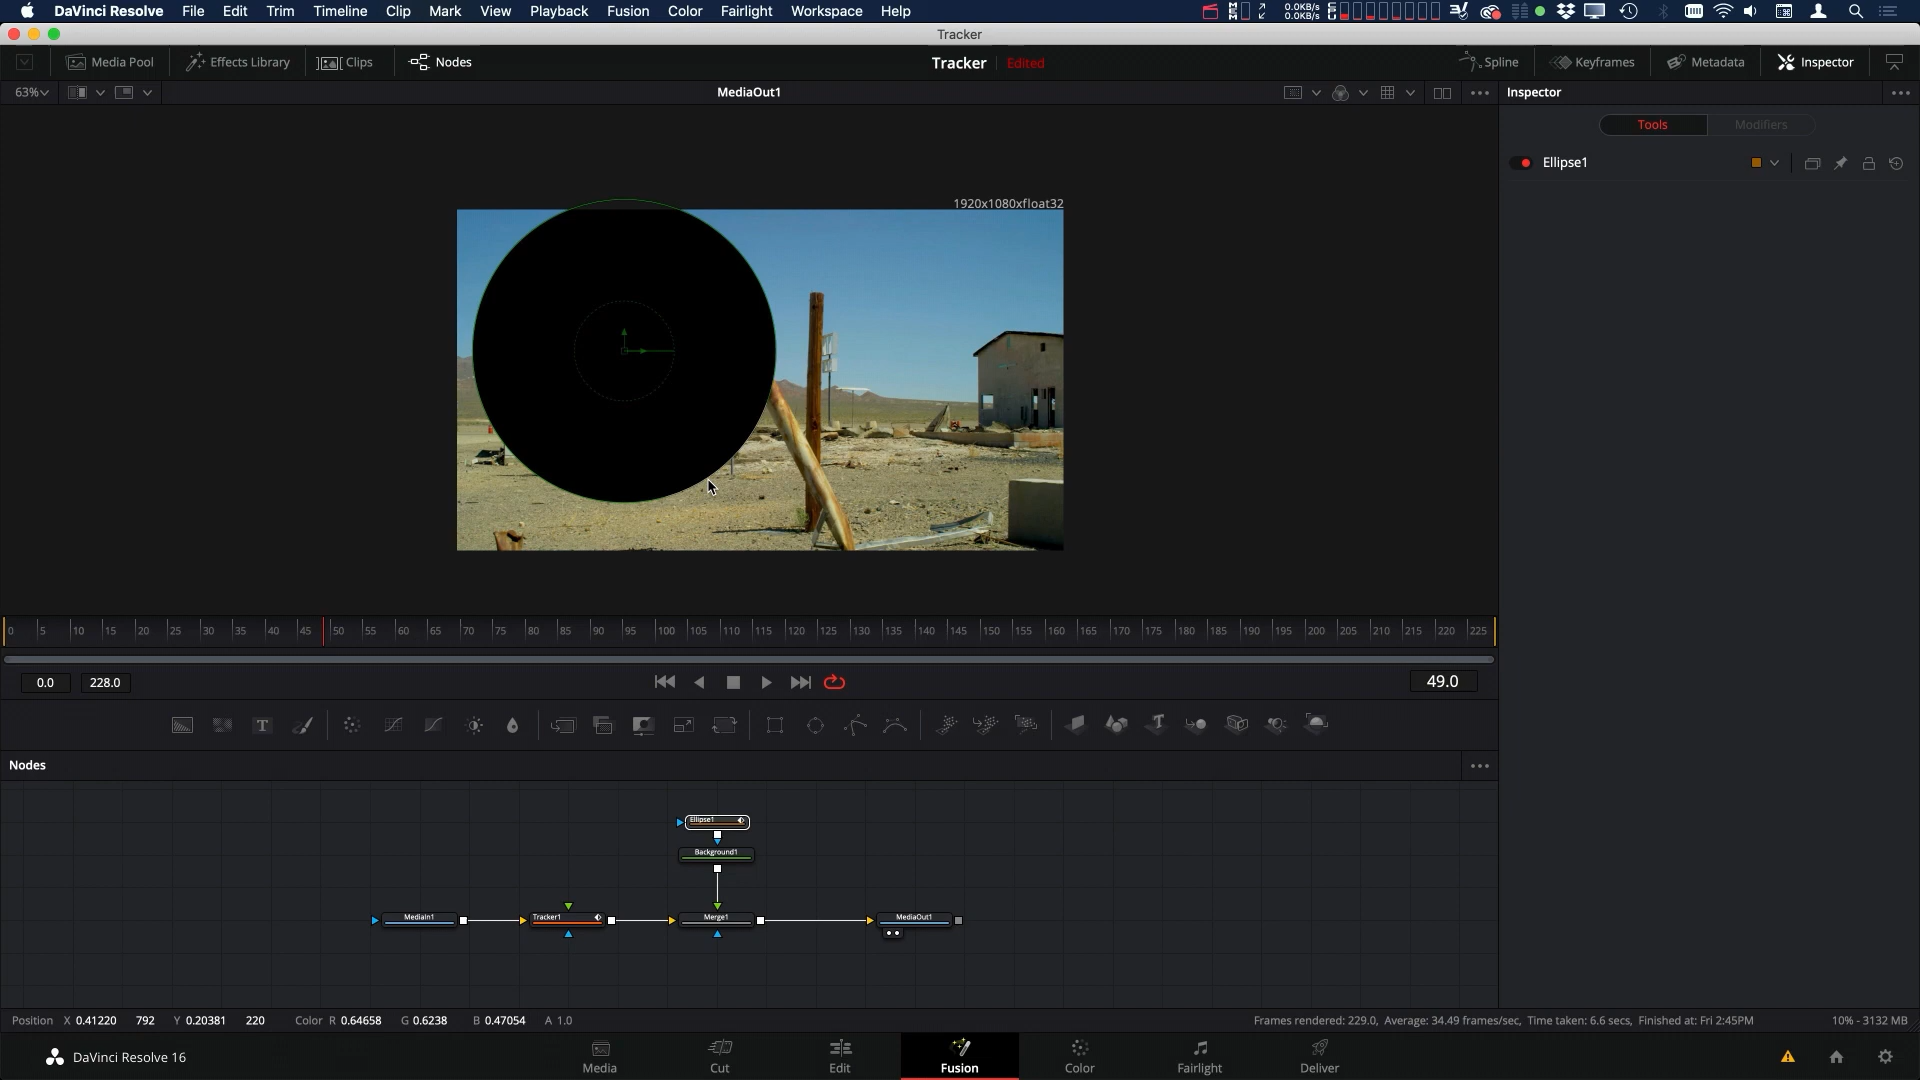 DaVinci Resolve File Edit Trim Timeline Clip Mark View Playback Fusion Color Fairlight Workspace Help 0.0KB/s
0.0KB/s
Tracker
Media Pool Effects Library Clips Nodes Tracker Edited Spline Keyframes Metadata Inspector
63% MediaOut1 Inspector
Tools Modifiers
Ellipse1
1920x1080xfloat32
0 5 10 15 20 25 30 35 40 45 50 55 60 65 70 75 80 85 90 95 100 105 110 115 120 125 130 135 140 145 150 155 160 165 170 175 180 185 190 195 200 205 210 215 220 225
0.0 228.0 49.0
Nodes
Ellipse1
Background1
MediaIn1 Tracker1 Merge1 MediaOut1
Position X 0.41220 792 Y 0.20381 220 Color R 0.64658 G 0.6238 B 0.47054 A 1.0 Frames rendered: 229.0, Average: 34.49 frames/sec, Time taken: 6.6 secs, Finished at: Fri 2:45PM 10% - 3132 MB
DaVinci Resolve 16 Media Cut Edit Fusion Color Fairlight Deliver